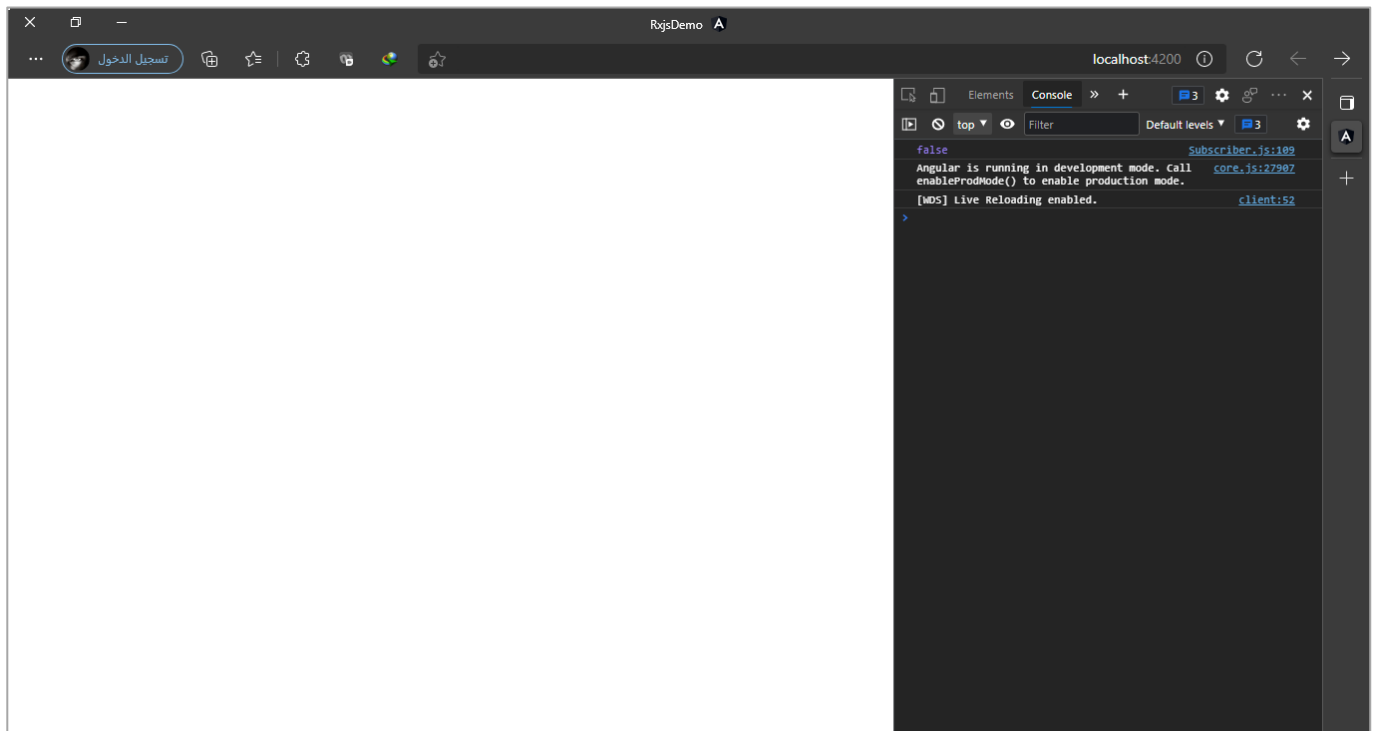 RxjsDemo
تسجيل الدخول
localhost:4200
Elements Console » + 3
top Filter Default levels 3
false Subscriber.js:109
Angular is running in development mode. Call core.js:27907
enableProdMode() to enable production mode.
[WDS] Live Reloading enabled. client:52